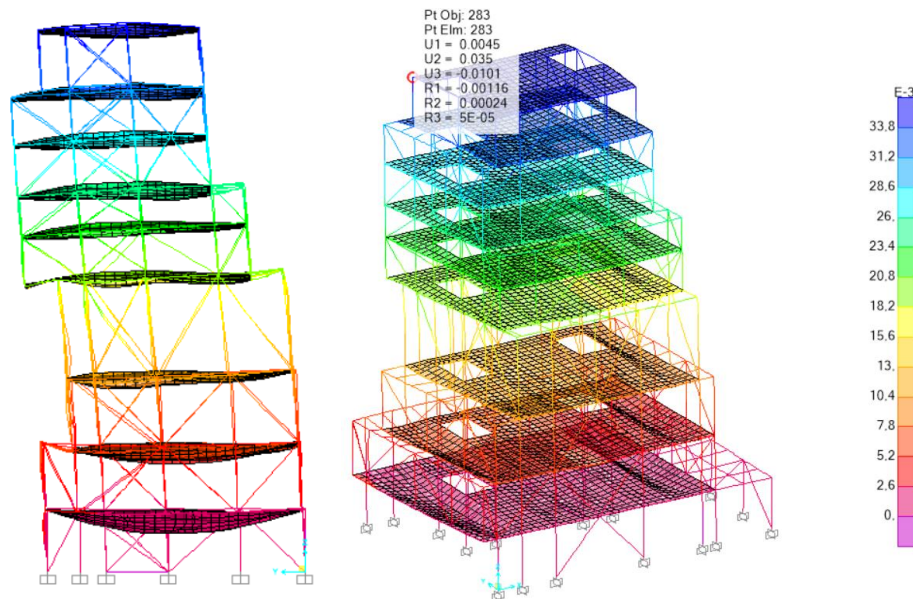 Pt Obj: 283
Pt Elm: 283
U1 = 0.0045
U2 = 0.035
U3 = -0.0101
R1 = -0.00116
R2 = 0.00024
R3 = 5E-05
E-3
33,8
31,2
28,6
26,
23,4
20,8
18,2
15,6
13,
10,4
7,8
5,2
2,6
0,
Y